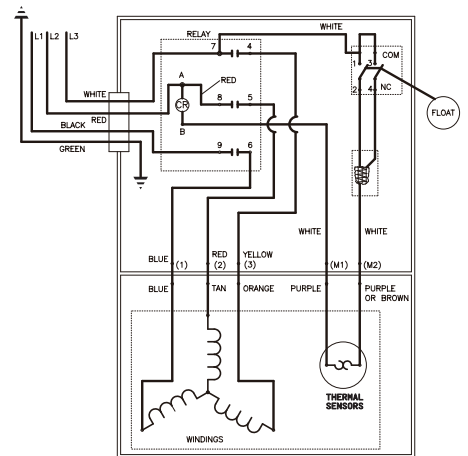 WHITE
RELAY
L1 L2 L3
7 4
1 3 COM
A
RED
WHITE
CR
8 5
2 4 NC
FLOAT
RED
BLACK
B
9 6
GREEN
WHITE WHITE
BLUE (1) RED (2) YELLOW (3) (M1) (M2)
BLUE TAN ORANGE PURPLE PURPLE OR BROWN
THERMAL
SENSORS
WINDINGS